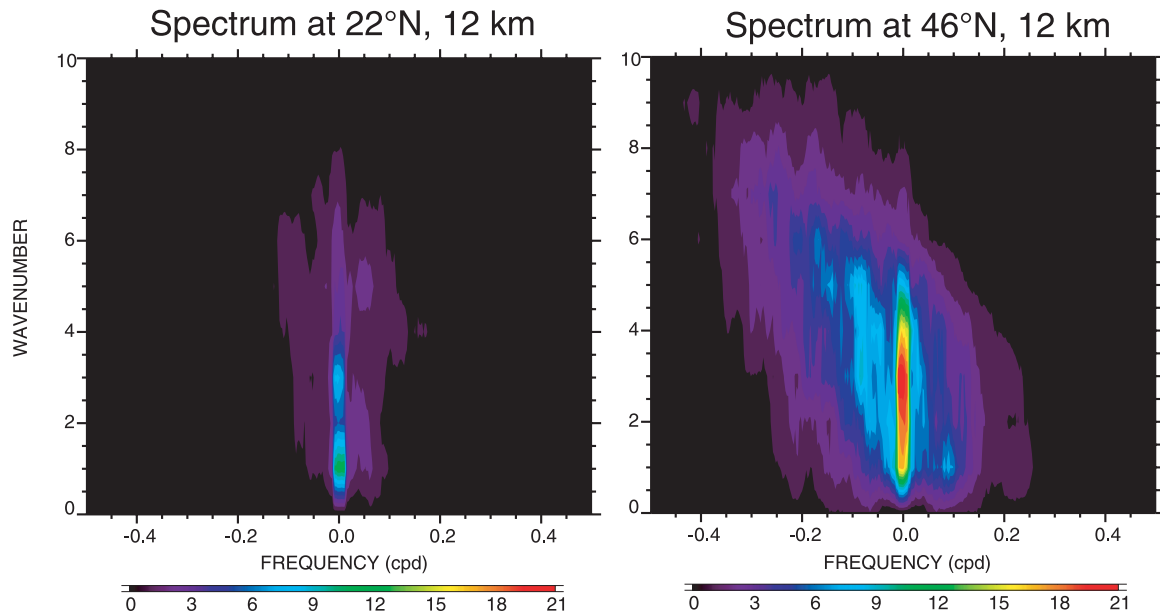 Spectrum at 22°N, 12 km
10
8
6
4
2
0
WAVENUMBER
-0.4 -0.2 0.0 0.2 0.4
FREQUENCY (cpd)
0 3 6 9 12 15 18 21
Spectrum at 46°N, 12 km
10
8
6
4
2
0
-0.4 -0.2 0.0 0.2 0.4
FREQUENCY (cpd)
0 3 6 9 12 15 18 21